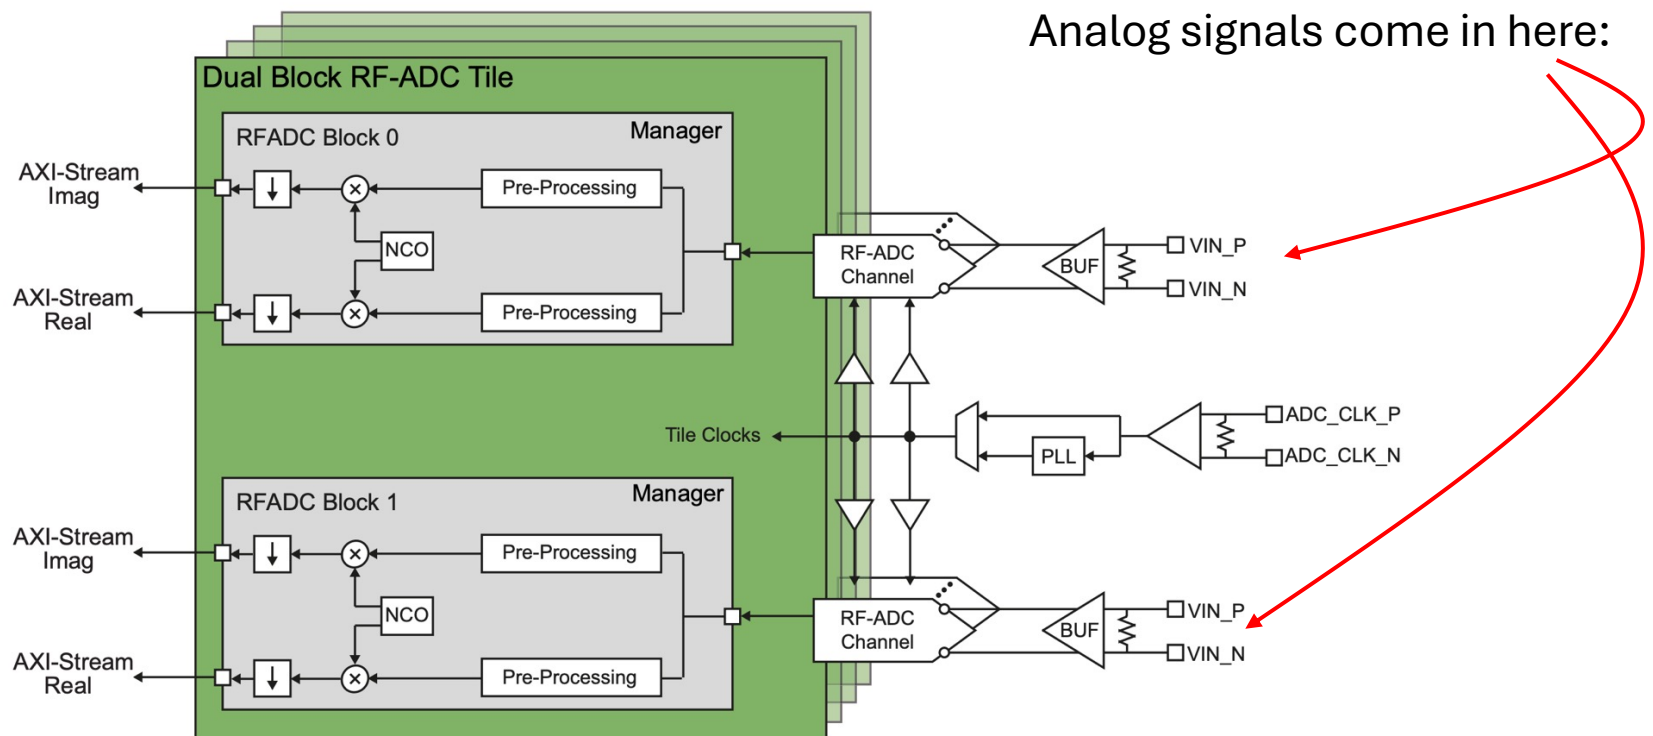 Analog signals come in here:
Dual Block RF-ADC Tile
RFADC Block 0
Manager
AXI-Stream
Imag
Pre-Processing
NCO
AXI-Stream
Real
Pre-Processing
RF-ADC
Channel
BUF
VIN_P
VIN_N
Tile Clocks
PLL
ADC_CLK_P
ADC_CLK_N
RFADC Block 1
Manager
AXI-Stream
Imag
Pre-Processing
NCO
AXI-Stream
Real
Pre-Processing
RF-ADC
Channel
BUF
VIN_P
VIN_N